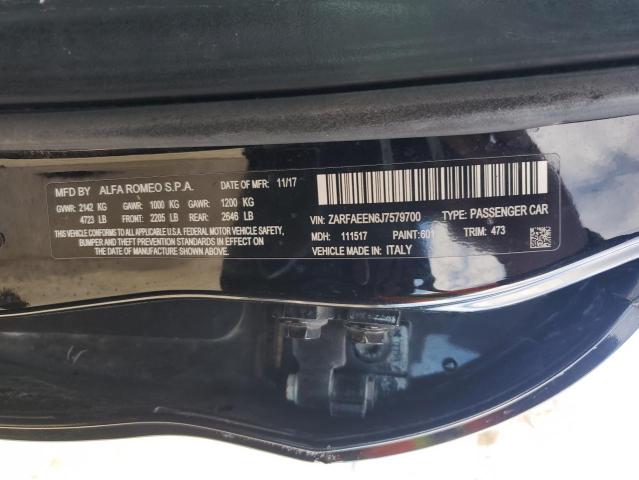 MFD BY ALFA ROMEO S.P.A. DATE OF MFR: 11/17
GVWR: 2142 KG GAWR: 1000 KG GAWR: 1200 KG
4723 LB FRONT: 2205 LB REAR: 2646 LB
THIS CONFORMS TO ALL APPLICABLE U.S.A. FEDERAL MOTOR VEHICLE SAFETY,
BUMPER AND THEFT PREVENTION STANDARDS IN EFFECT ON
THE DATE OF MANUFACTURE SHOWN ABOVE.
VIN: ZARFAEEN6J7579700 TYPE: PASSENGER CAR
MDH: 111517 PAINT: 601 TRIM: 473
VEHICLE MADE IN: ITALY